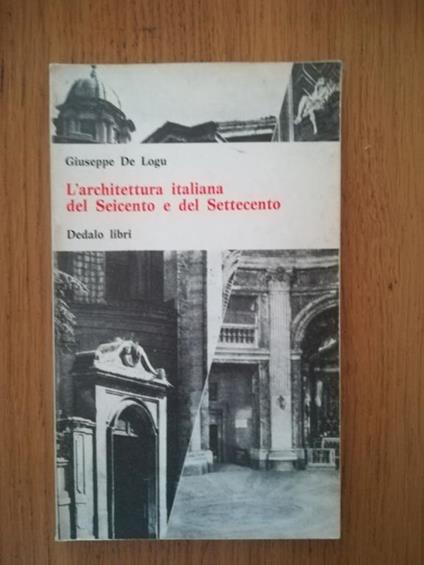 Giuseppe De Logu
L'architettura italiana
del Seicento e del Settecento
Dedalo libri